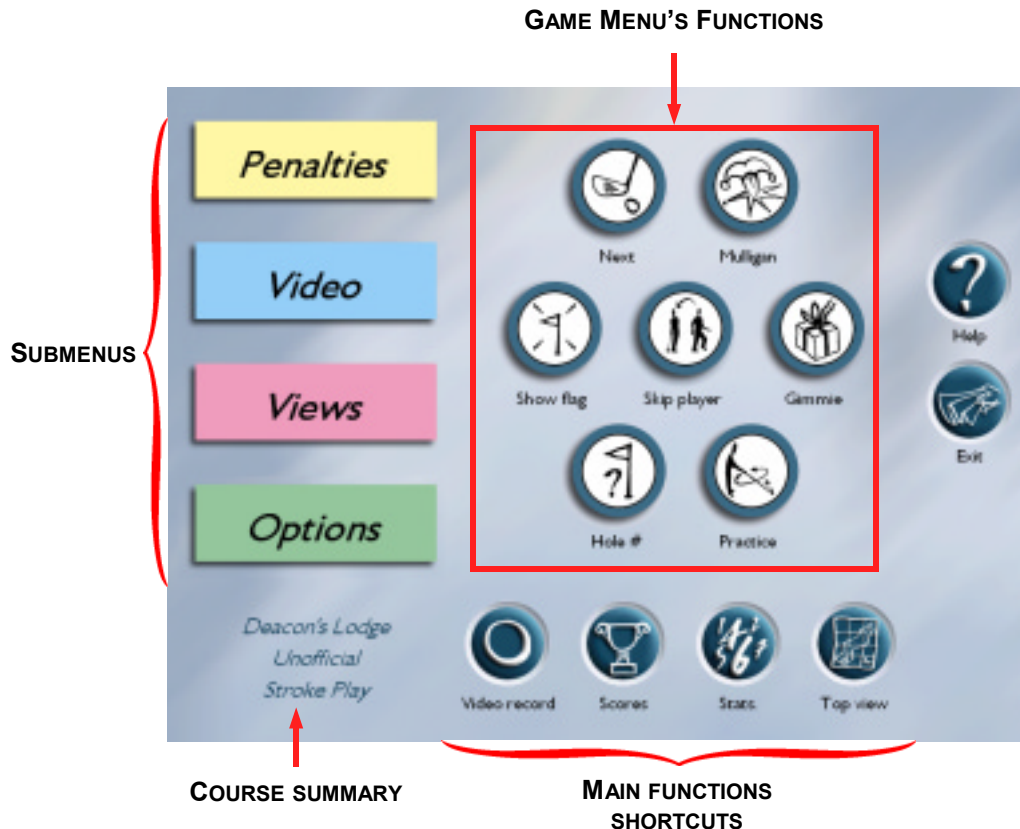 GAME MENU'S FUNCTIONS
Penalties
Next
Mulligan
Video
Help
SUBMENUS
Show flag
Skip player
Gimmie
Views
Exit
Options
Hole #
Practice
Deacon's Lodge
Unofficial
Stroke Play
Video record
Scores
Stats
Top view
COURSE SUMMARY
MAIN FUNCTIONS
SHORTCUTS